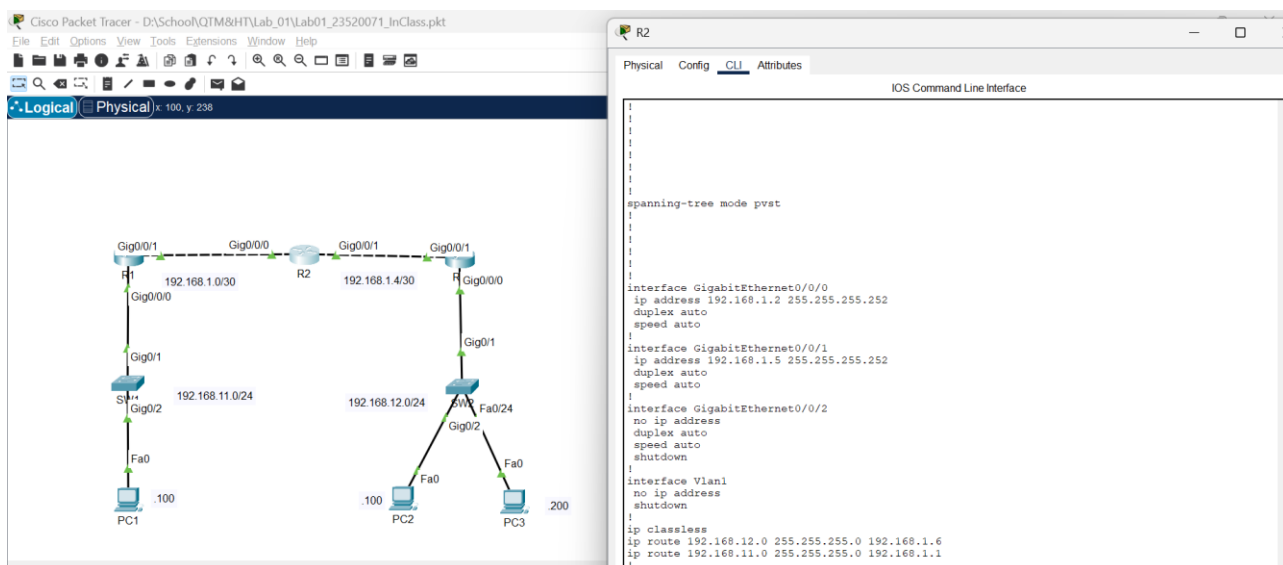 Cisco Packet Tracer - D:\School\QTM&HT\Lab_01\Lab01_23520071_InClass.pkt
File Edit Options View Tools Extensions Window Help
Logical Physical x: 100, y: 238
Gig0/0/1 Gig0/0/0 Gig0/0/1 Gig0/0/1
R1 192.168.1.0/30 R2 192.168.1.4/30 R Gig0/0/0
Gig0/0/0
Gig0/1 Gig0/1
SW1 192.168.11.0/24 192.168.12.0/24 SW2 Fa0/24
Gig0/2 Gig0/2
Fa0 Fa0 Fa0
.100 .100 .200
PC1 PC2 PC3
R2
Physical Config CLI Attributes
IOS Command Line Interface
!
!
!
!
!
!
!
!
spanning-tree mode pvst
!
!
!
!
!
!
interface GigabitEthernet0/0/0
ip address 192.168.1.2 255.255.255.252
duplex auto
speed auto
!
interface GigabitEthernet0/0/1
ip address 192.168.1.5 255.255.255.252
duplex auto
speed auto
!
interface GigabitEthernet0/0/2
no ip address
duplex auto
speed auto
shutdown
!
interface Vlan1
no ip address
shutdown
!
ip classless
ip route 192.168.12.0 255.255.255.0 192.168.1.6
ip route 192.168.11.0 255.255.255.0 192.168.1.1
!